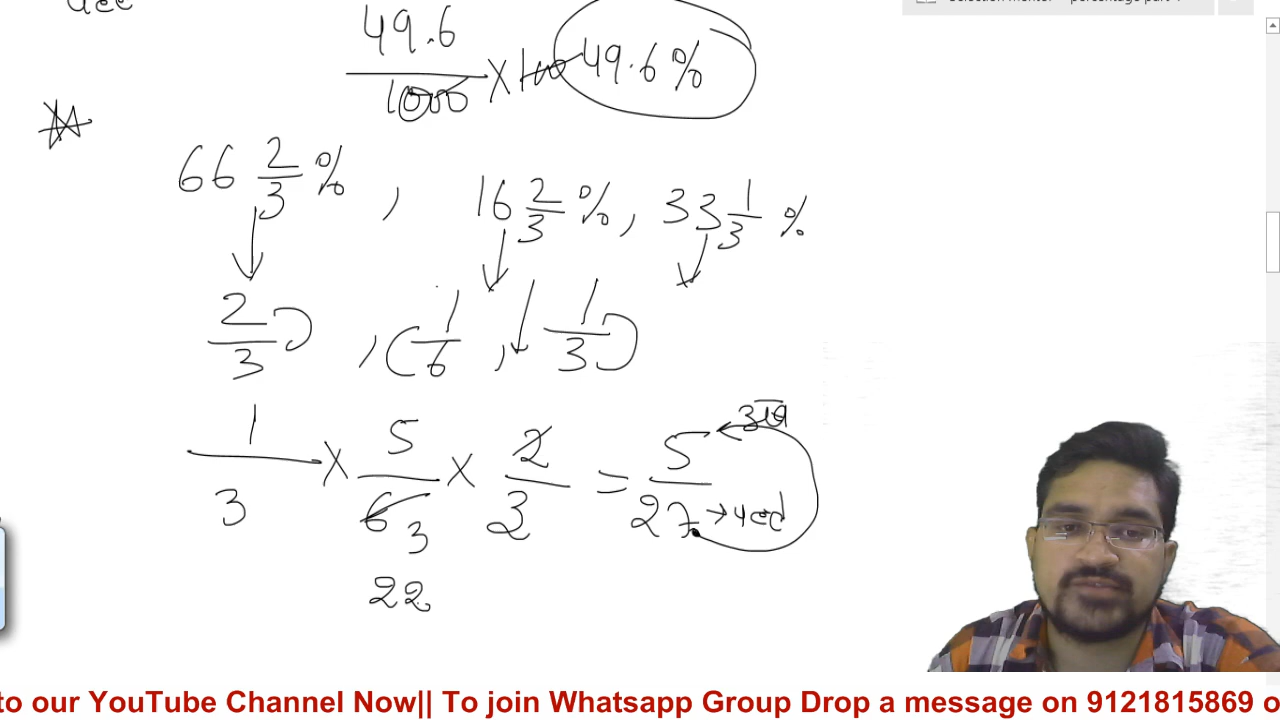 49.6
1000 × 100 49.6%
66 2/3 % , 16 2/3 % , 33 1/3 %
2/3 , ( 1/6 , 1/3 )
1/3 × 5/6 × 2/3 = 5/27
3
22
to our YouTube Channel Now|| To join Whatsapp Group Drop a message on 9121815869 o